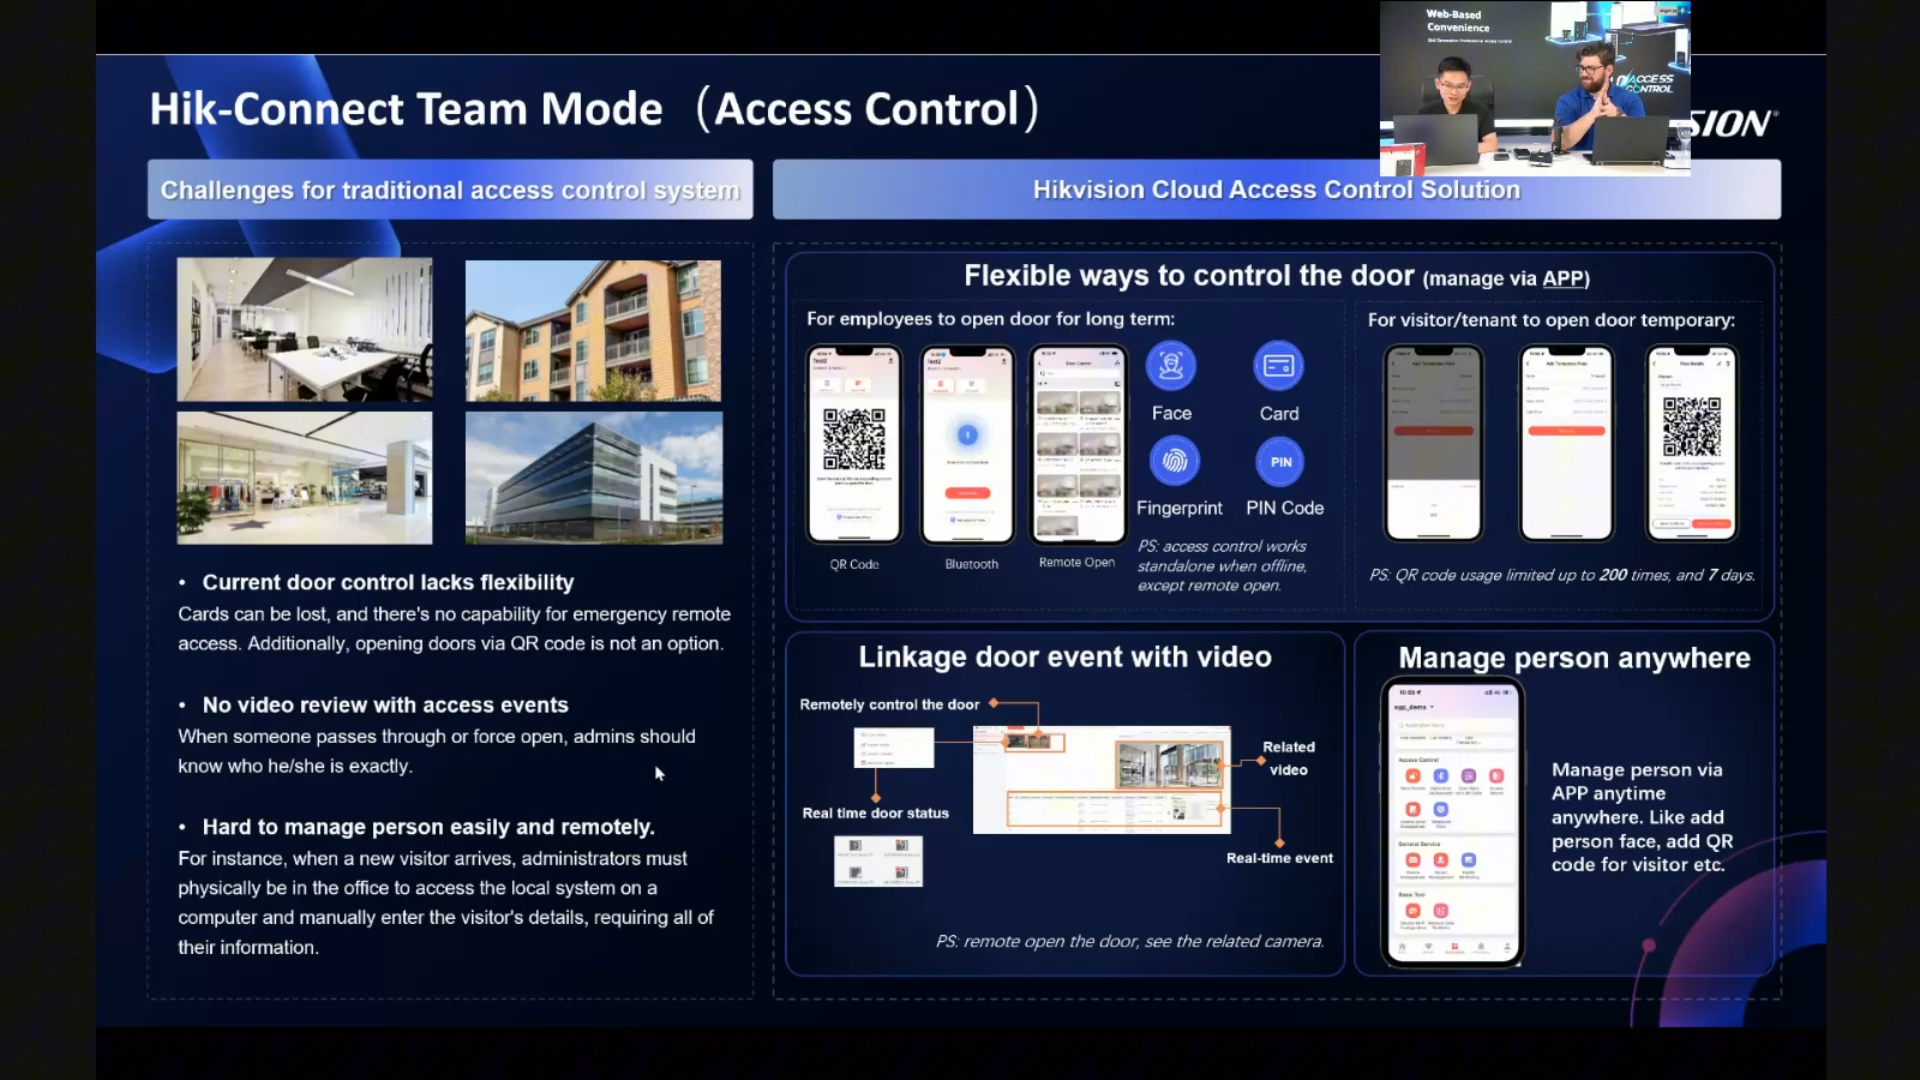 Web-Based
Convenience
ACCESS
CONTROL
SION®
Hik-Connect Team Mode（Access Control）
Challenges for traditional access control system
Hikvision Cloud Access Control Solution
• Current door control lacks flexibility
Cards can be lost, and there's no capability for emergency remote
access. Additionally, opening doors via QR code is not an option.
• No video review with access events
When someone passes through or force open, admins should
know who he/she is exactly.
• Hard to manage person easily and remotely.
For instance, when a new visitor arrives, administrators must
physically be in the office to access the local system on a
computer and manually enter the visitor's details, requiring all of
their information.
Flexible ways to control the door (manage via APP)
For employees to open door for long term:
QR Code
Bluetooth
Remote Open
Face
Card
Fingerprint
PIN
PIN Code
PS: access control works
standalone when offline,
except remote open.
For visitor/tenant to open door temporary:
PS: QR code usage limited up to 200 times, and 7 days.
Linkage door event with video
Remotely control the door
Real time door status
Related
video
Real-time event
PS: remote open the door, see the related camera.
Manage person anywhere
Access Control
General Service
Basic Tool
Manage person via
APP anytime
anywhere. Like add
person face, add QR
code for visitor etc.